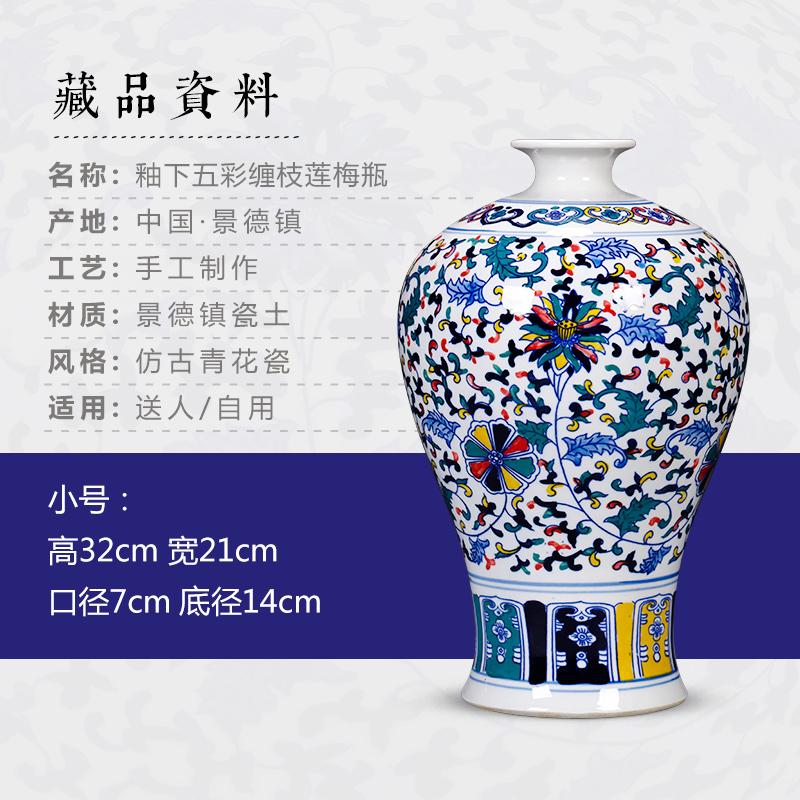 藏品資料
名称：釉下五彩缠枝莲梅瓶
产地：中国·景德镇
工艺：手工制作
材质：景德镇瓷土
风格：仿古青花瓷
适用：送人/自用
小号：
高32cm 宽21cm
口径7cm 底径14cm